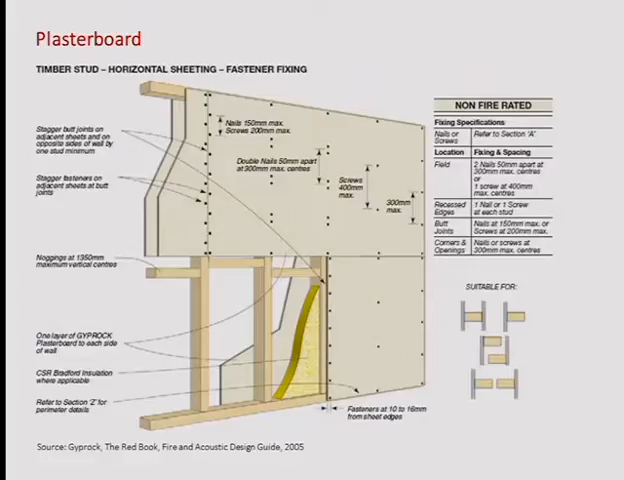 Plasterboard
TIMBER STUD – HORIZONTAL SHEETING – FASTENER FIXING
Nails 150mm max.
Screws 200mm max.
Stagger butt joints on
adjacent sheets and on
opposite sides of wall by
one stud minimum
Double Nails 50mm apart
at 300mm max. centres
Screws
400mm
max.
300mm
max.
Stagger fasteners on
adjacent sheets at butt
joints
Noggings at 1350mm
maximum vertical centres
One layer of GYPROCK
Plasterboard to each side
of wall
CSR Bradford Insulation
where applicable
Refer to Section 'Z' for
perimeter details
Fasteners at 10 to 16mm
from sheet edges
NON FIRE RATED
Fixing Specifications
Nails or
Screws
Refer to Section 'A'
Location
Fixing & Spacing
Field
2 Nails 50mm apart at
300mm max. centres
or
1 screw at 400mm
max. centres
Recessed
Edges
1 Nail or 1 Screw
at each stud
Butt
Joints
Nails at 150mm max. or
Screws at 200mm max.
Corners &
Openings
Nails or screws at
300mm max. centres
SUITABLE FOR:
Source: Gyprock, The Red Book, Fire and Acoustic Design Guide, 2005